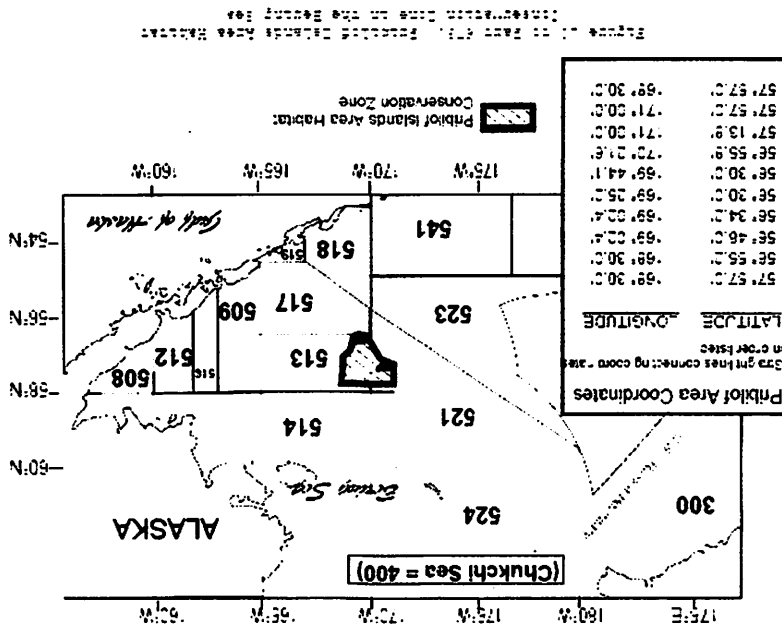 175°E 180°W 175°W 170°W 165°W 160°W
(Chukchi Sea = 400)
300
524
ALASKA
Bering Sea
60°N
521
514
58°N
508
513
512
516
Pribilof Area Coordinates
Straight lines connecting coordinates
in order listed
LATITUDE LONGITUDE
57° 57.0' 168° 30.0'
56° 55.2' 168° 30.0'
56° 46.0' 169° 02.4'
56° 34.2' 169° 02.4'
56° 30.0' 169° 25.2'
56° 30.0' 169° 44.1'
56° 55.8' 170° 21.6'
57° 13.8' 171° 00.0'
57° 57.0' 171° 00.0'
57° 57.0' 168° 30.0'
523
517
509
56°N
541
518
519
Gulf of Alaska
54°N
175°W 170°W 165°W 160°W
Pribilof Islands Area Habitat
Conservation Zone
Figure to Part 679. Pribilof Islands Area Habitat
Conservation Zone in the Bering Sea